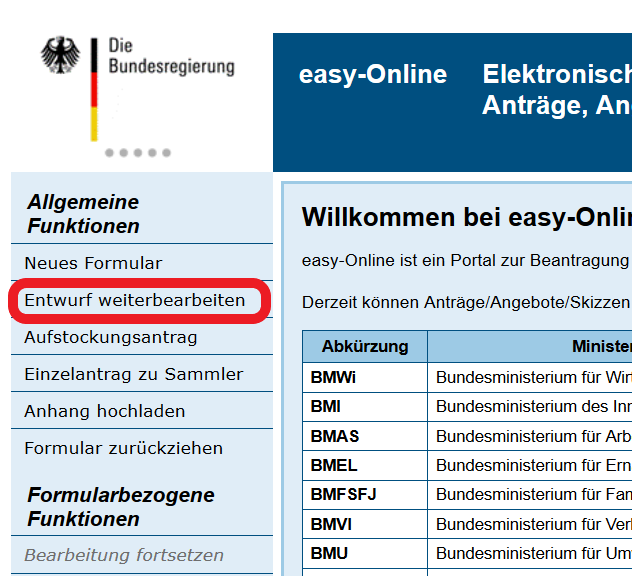 Die
Bundesregierung
easy-Online
Elektronisch
Anträge, An
Allgemeine
Funktionen
Neues Formular
Entwurf weiterbearbeiten
Aufstockungsantrag
Einzelantrag zu Sammler
Anhang hochladen
Formular zurückziehen
Formularbezogene
Funktionen
Bearbeitung fortsetzen
Willkommen bei easy-Onli
easy-Online ist ein Portal zur Beantragung
Derzeit können Anträge/Angebote/Skizzen
Abkürzung Minister
BMWi Bundesministerium für Wirt
BMI Bundesministerium des Inn
BMAS Bundesministerium für Arb
BMEL Bundesministerium für Ern
BMFSFJ Bundesministerium für Fam
BMVI Bundesministerium für Verk
BMU Bundesministerium für Um